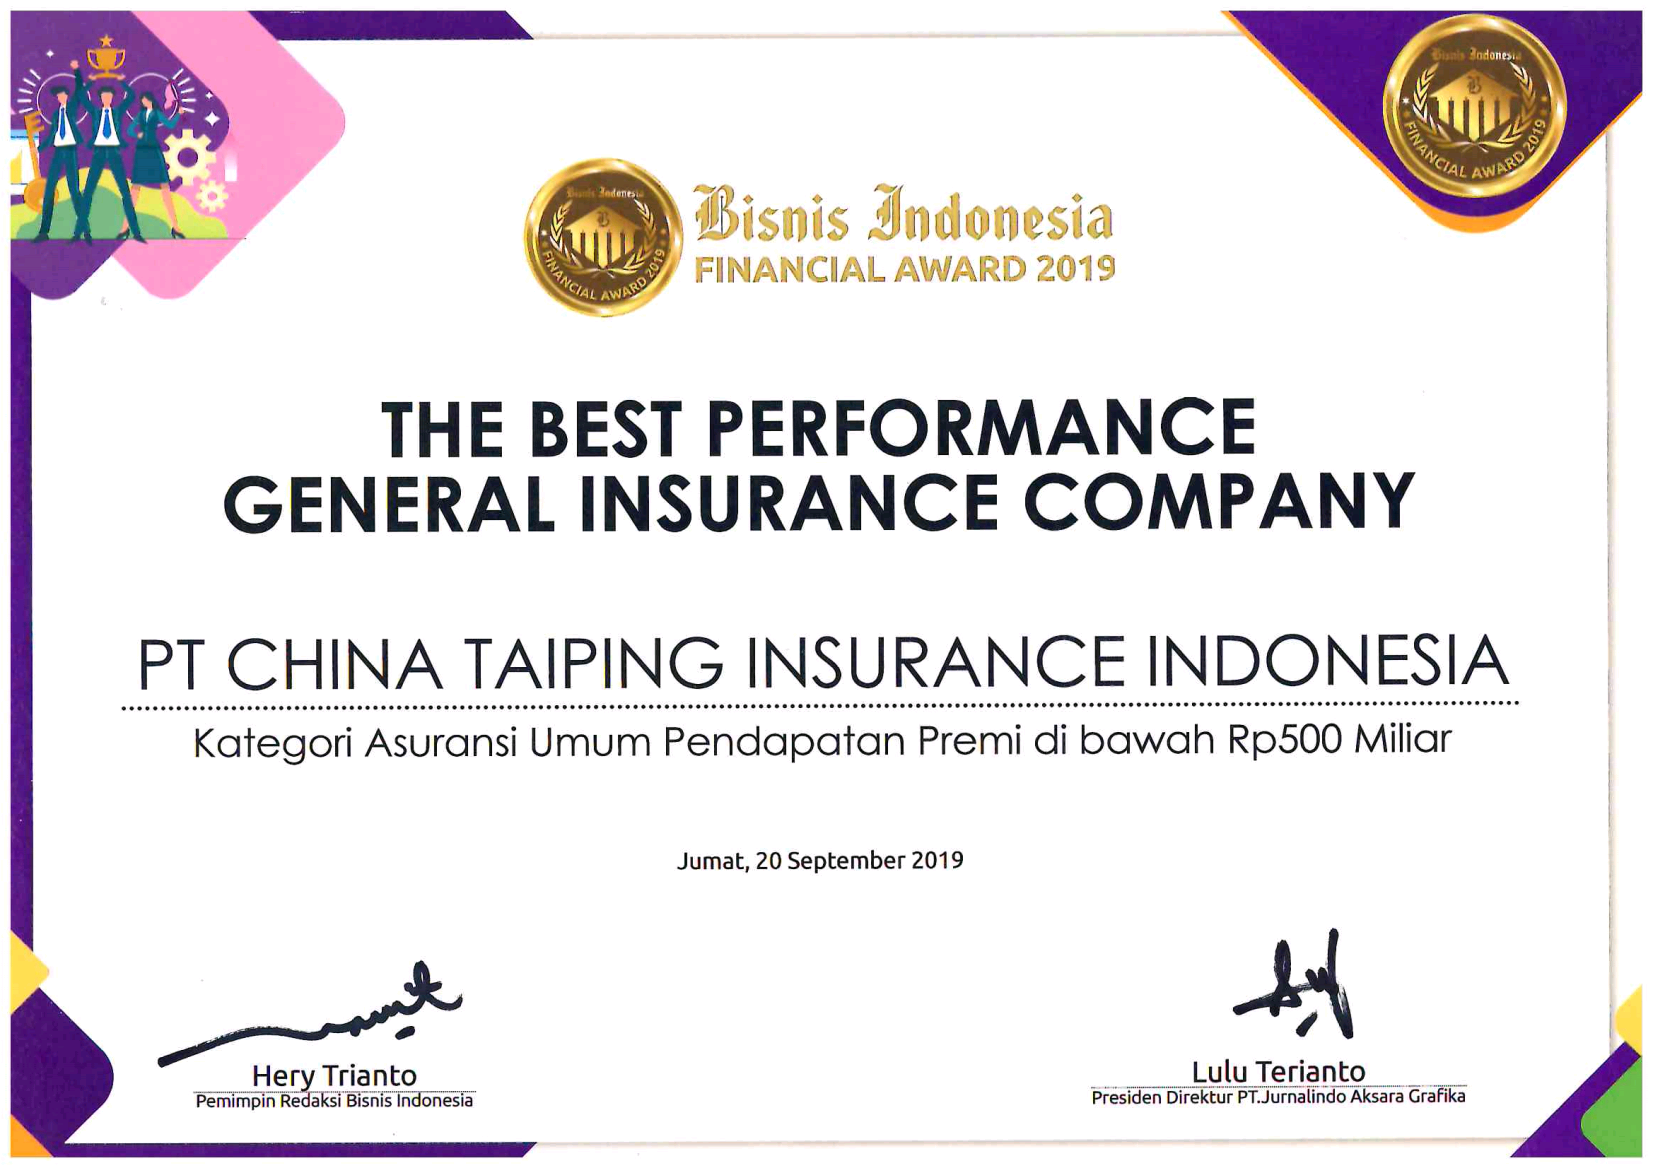 Bisnis Indonesia
FINANCIAL AWARD 2019
Bisnis Indonesia
B
FINANCIAL AWARD 2019
Bisnis Indonesia
FINANCIAL AWARD 2019
THE BEST PERFORMANCE
GENERAL INSURANCE COMPANY
PT CHINA TAIPING INSURANCE INDONESIA
Kategori Asuransi Umum Pendapatan Premi di bawah Rp500 Miliar
Jumat, 20 September 2019
Hery Trianto
Pemimpin Redaksi Bisnis Indonesia
Lulu Terianto
Presiden Direktur PT.Jurnalindo Aksara Grafika